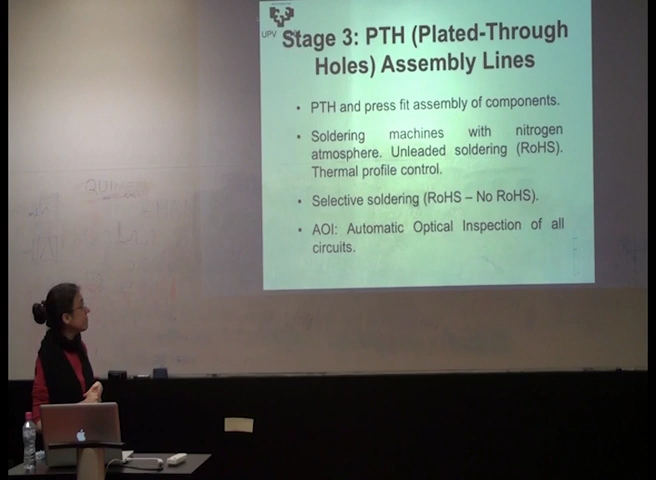 UPV
Stage 3: PTH (Plated-Through
Holes) Assembly Lines
• PTH and press fit assembly of components.
• Soldering machines with nitrogen
atmosphere. Unleaded soldering (RoHS).
Thermal profile control.
• Selective soldering (RoHS – No RoHS).
• AOI: Automatic Optical Inspection of all
circuits.